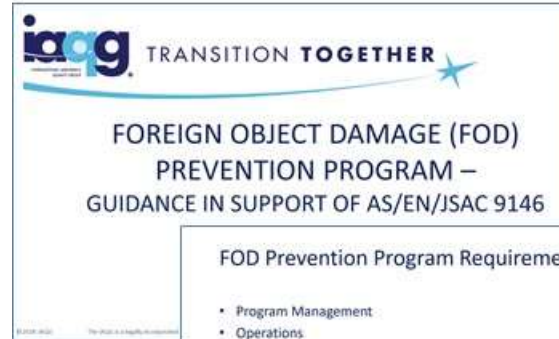 iaqg
TRANSITION TOGETHER
FOREIGN OBJECT DAMAGE (FOD)
PREVENTION PROGRAM –
GUIDANCE IN SUPPORT OF AS/EN/JSAC 9146
FOD Prevention Program Requireme
• Program Management
• Operations